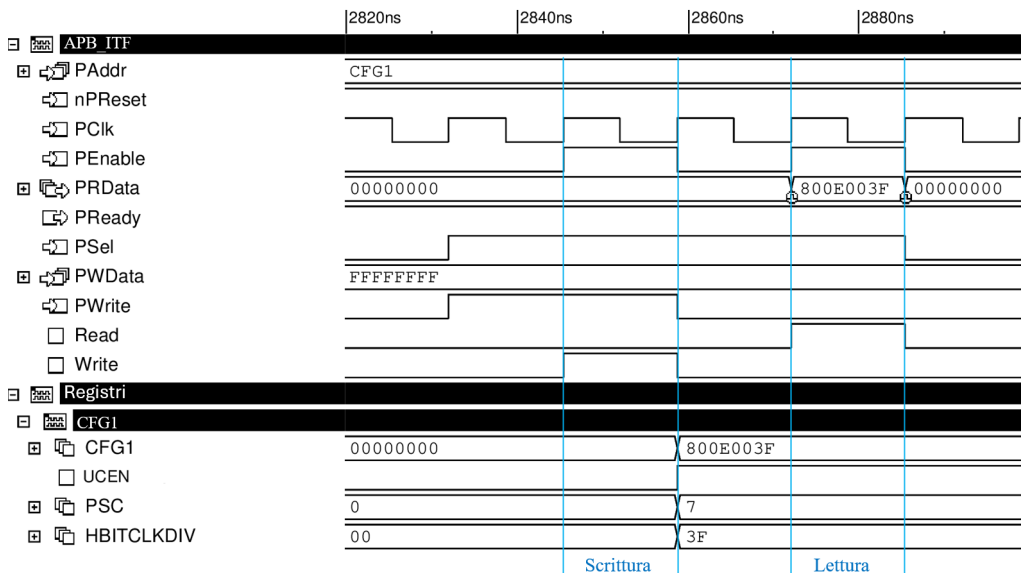 2820ns 2840ns 2860ns 2880ns
APB_ITF
PAddr CFG1
nPReset
PClk
PEnable
PRData 00000000 800E003F 00000000
PReady
PSel
PWData FFFFFFFF
PWrite
Read
Write
Registri
CFG1
CFG1 00000000 800E003F
UCEN
PSC 0 7
HBITCLKDIV 00 3F
Scrittura Lettura